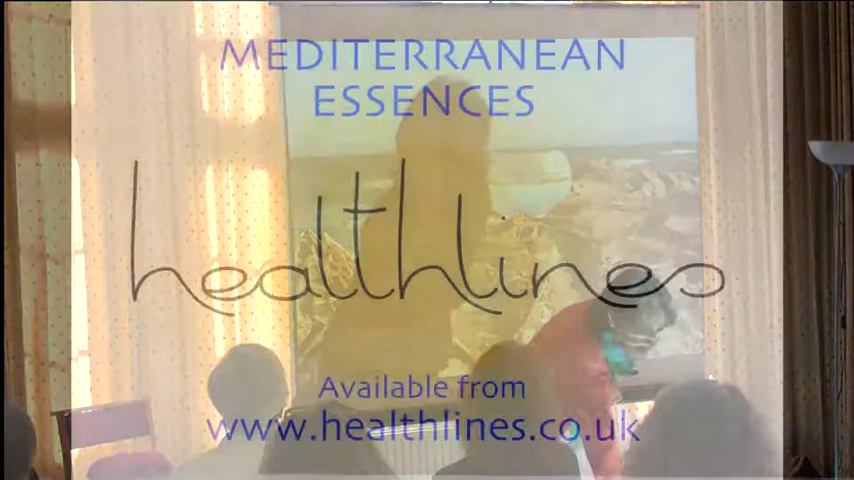 MEDITERRANEAN
ESSENCES
healthlines
Available from
www.healthlines.co.uk